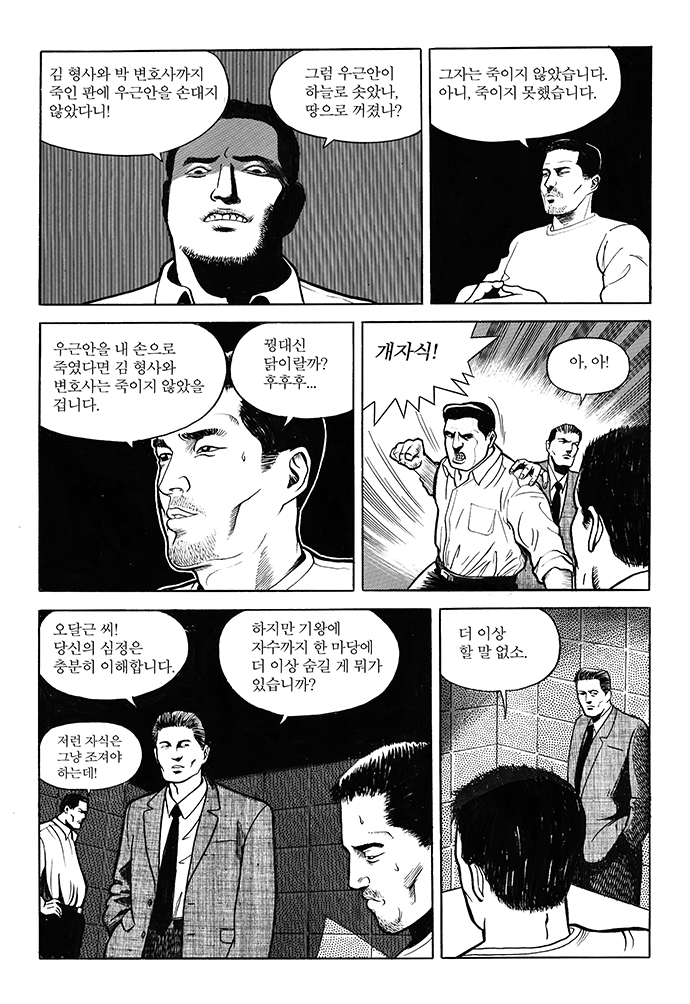 김 형사와 박 변호사까지
죽인 판에 우근안을 손대지
않았다니!
그럼 우근안이
하늘로 솟았나,
땅으로 꺼졌나?
그자는 죽이지 않았습니다.
아니, 죽이지 못했습니다.
우근안을 내 손으로
죽였다면 김 형사와
변호사는 죽이지 않았을
겁니다.
꿩대신
닭이랄까?
후후후...
개자식!
아, 아!
오달근 씨!
당신의 심정은
충분히 이해합니다.
하지만 기왕에
자수까지 한 마당에
더 이상 숨길 게 뭐가
있습니까?
저런 자식은
그냥 조져야
하는데!
더 이상
할 말 없소.